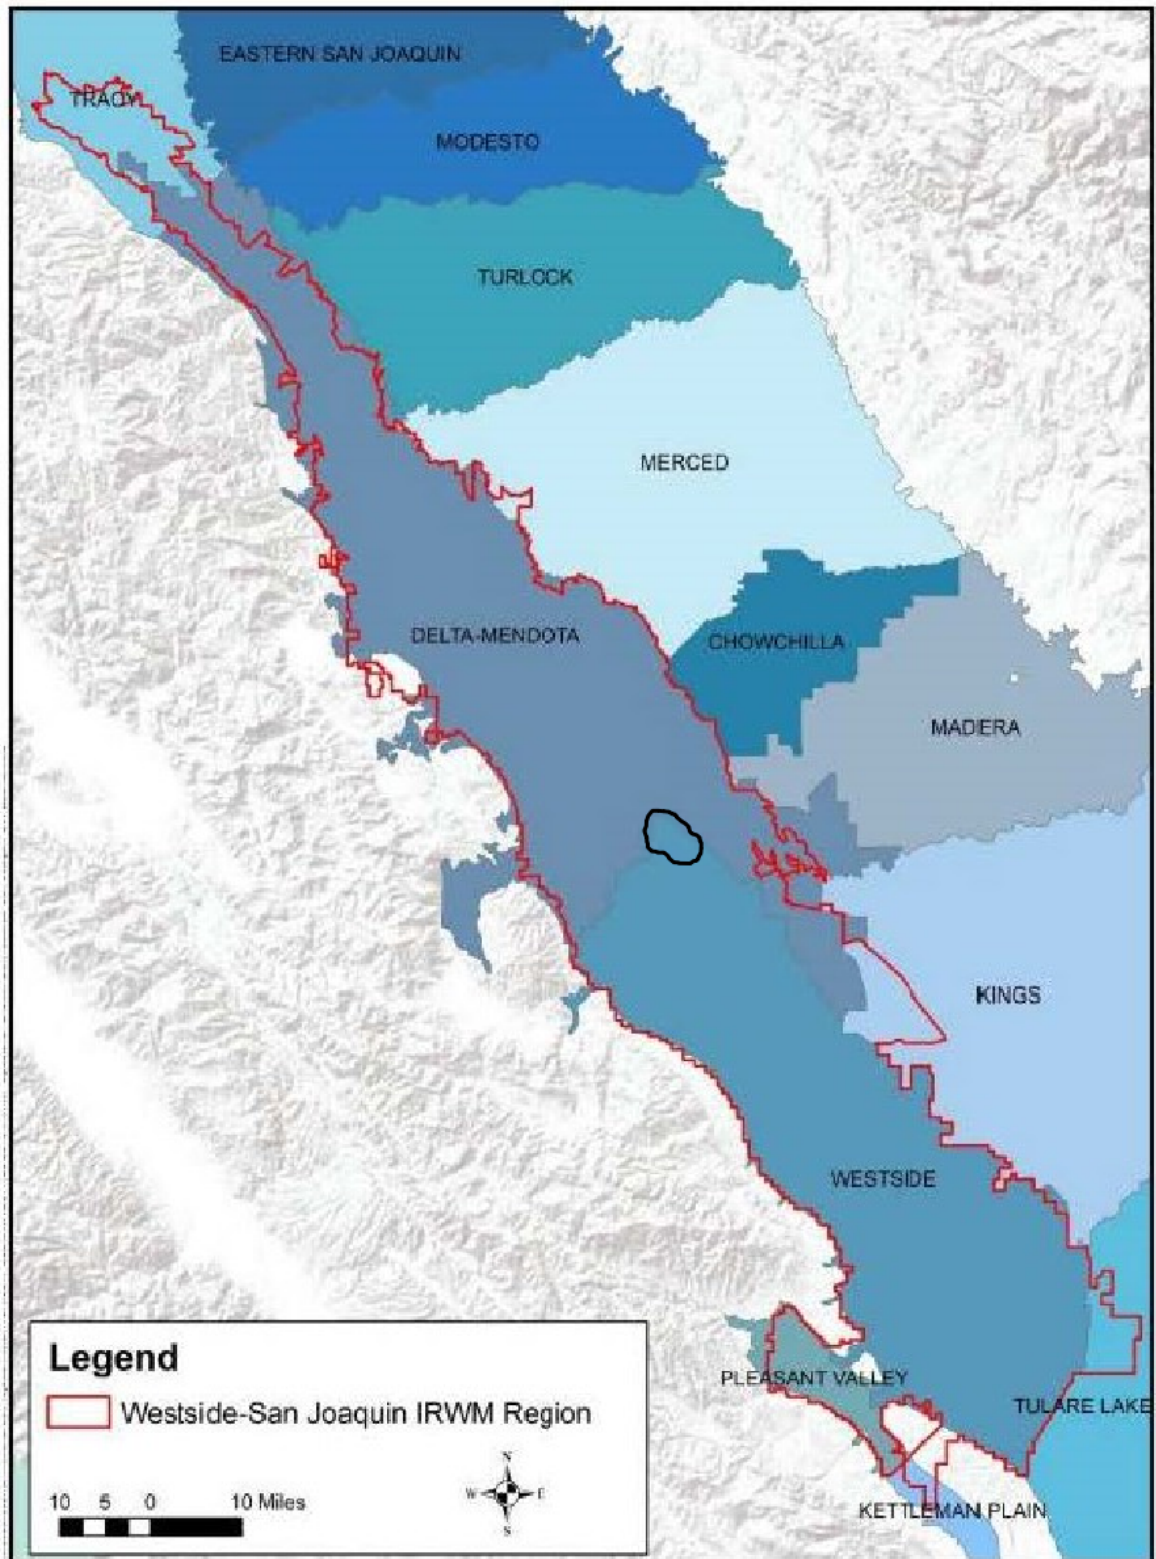 EASTERN SAN JOAQUIN
TRACY
MODESTO
TURLOCK
MERCED
DELTA-MENDOTA
CHOWCHILLA
MADERA
KINGS
WESTSIDE
PLEASANT VALLEY
TULARE LAKE
KETTLEMAN PLAIN
Legend
Westside-San Joaquin IRWM Region
10 5 0 10 Miles
N
W E
S